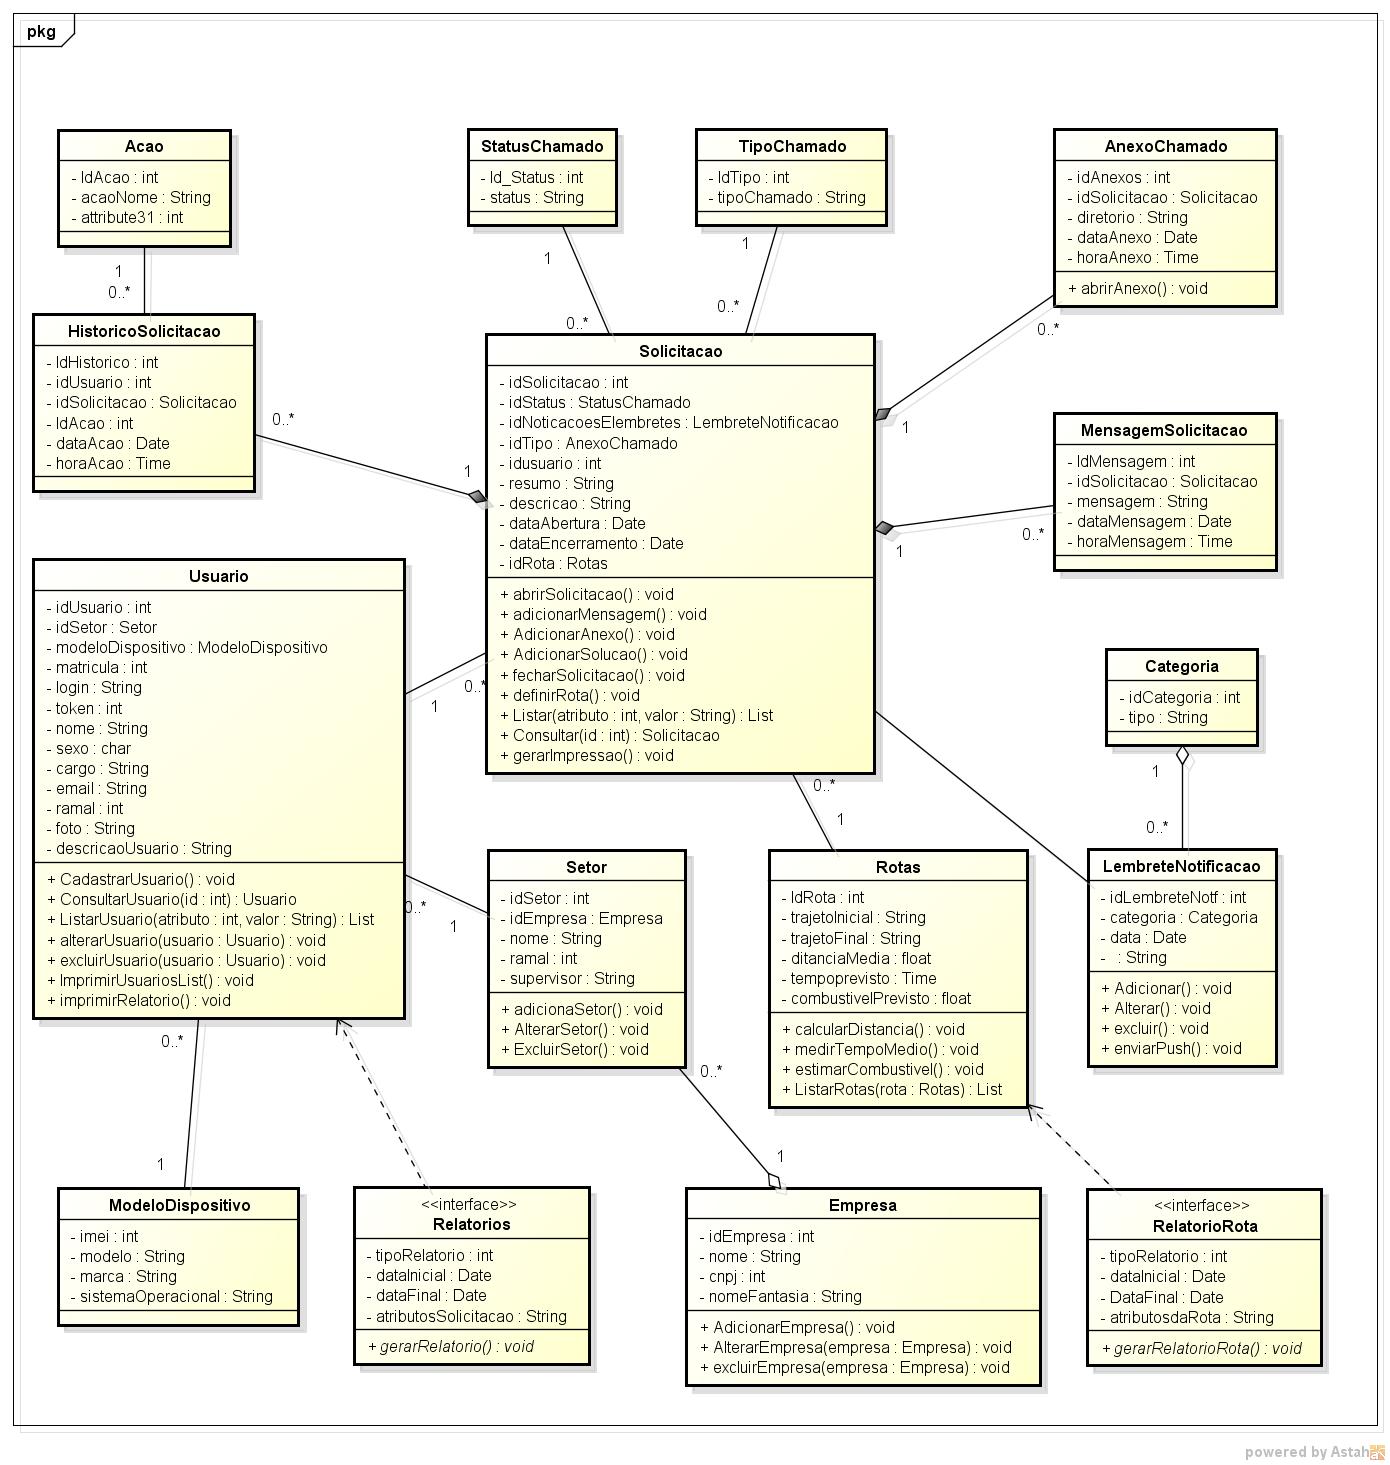 pkg
Acao
- IdAcao : int
- acaoNome : String
- attribute31 : int
StatusChamado
- Id_Status : int
- status : String
TipoChamado
- IdTipo : int
- tipoChamado : String
AnexoChamado
- idAnexos : int
- idSolicitacao : Solicitacao
- diretorio : String
- dataAnexo : Date
- horaAnexo : Time
+ abrirAnexo() : void
1
0..*
1
0..*
1
0..*
0..*
1
HistoricoSolicitacao
- IdHistorico : int
- idUsuario : int
- idSolicitacao : Solicitacao
- IdAcao : int
- dataAcao : Date
- horaAcao : Time
0..*
1
Solicitacao
- idSolicitacao : int
- idStatus : StatusChamado
- idNoticacoesElembretes : LembreteNotificacao
- idTipo : AnexoChamado
- idusuario : int
- resumo : String
- descricao : String
- dataAbertura : Date
- dataEncerramento : Date
- idRota : Rotas
+ abrirSolicitacao() : void
+ adicionarMensagem() : void
+ AdicionarAnexo() : void
+ AdicionarSolucao() : void
+ fecharSolicitacao() : void
+ definirRota() : void
+ Listar(atributo : int, valor : String) : List
+ Consultar(id : int) : Solicitacao
+ gerarImpressao() : void
MensagemSolicitacao
- IdMensagem : int
- idSolicitacao : Solicitacao
- mensagem : String
- dataMensagem : Date
- horaMensagem : Time
0..*
1
Usuario
- idUsuario : int
- idSetor : Setor
- modeloDispositivo : ModeloDispositivo
- matricula : int
- login : String
- token : int
- nome : String
- sexo : char
- cargo : String
- email : String
- ramal : int
- foto : String
- descricaoUsuario : String
+ CadastrarUsuario() : void
+ ConsultarUsuario(id : int) : Usuario
+ ListarUsuario(atributo : int, valor : String) : List
+ alterarUsuario(usuario : Usuario) : void
+ excluirUsuario(usuario : Usuario) : void
+ ImprimirUsuariosList() : void
+ imprimirRelatorio() : void
0..*
1
Categoria
- idCategoria : int
- tipo : String
1
0..*
0..*
1
0..*
1
Setor
- idSetor : int
- idEmpresa : Empresa
- nome : String
- ramal : int
- supervisor : String
+ adicionaSetor() : void
+ AlterarSetor() : void
+ ExcluirSetor() : void
Rotas
- IdRota : int
- trajetoInicial : String
- trajetoFinal : String
- ditanciaMedia : float
- tempoprevisto : Time
- combustivelPrevisto : float
+ calcularDistancia() : void
+ medirTempoMedio() : void
+ estimarCombustivel() : void
+ ListarRotas(rota : Rotas) : List
LembreteNotificacao
- idLembreteNotf : int
- categoria : Categoria
- data : Date
- : String
+ Adicionar() : void
+ Alterar() : void
+ excluir() : void
+ enviarPush() : void
0..*
1
0..*
1
ModeloDispositivo
- imei : int
- modelo : String
- marca : String
- sistemaOperacional : String
<<interface>>
Relatorios
- tipoRelatorio : int
- dataInicial : Date
- dataFinal : Date
- atributosSolicitacao : String
+ gerarRelatorio() : void
Empresa
- idEmpresa : int
- nome : String
- cnpj : int
- nomeFantasia : String
+ AdicionarEmpresa() : void
+ AlterarEmpresa(empresa : Empresa) : void
+ excluirEmpresa(empresa : Empresa) : void
<<interface>>
RelatorioRota
- tipoRelatorio : int
- dataInicial : Date
- DataFinal : Date
- atributosdaRota : String
+ gerarRelatorioRota() : void
powered by Astah